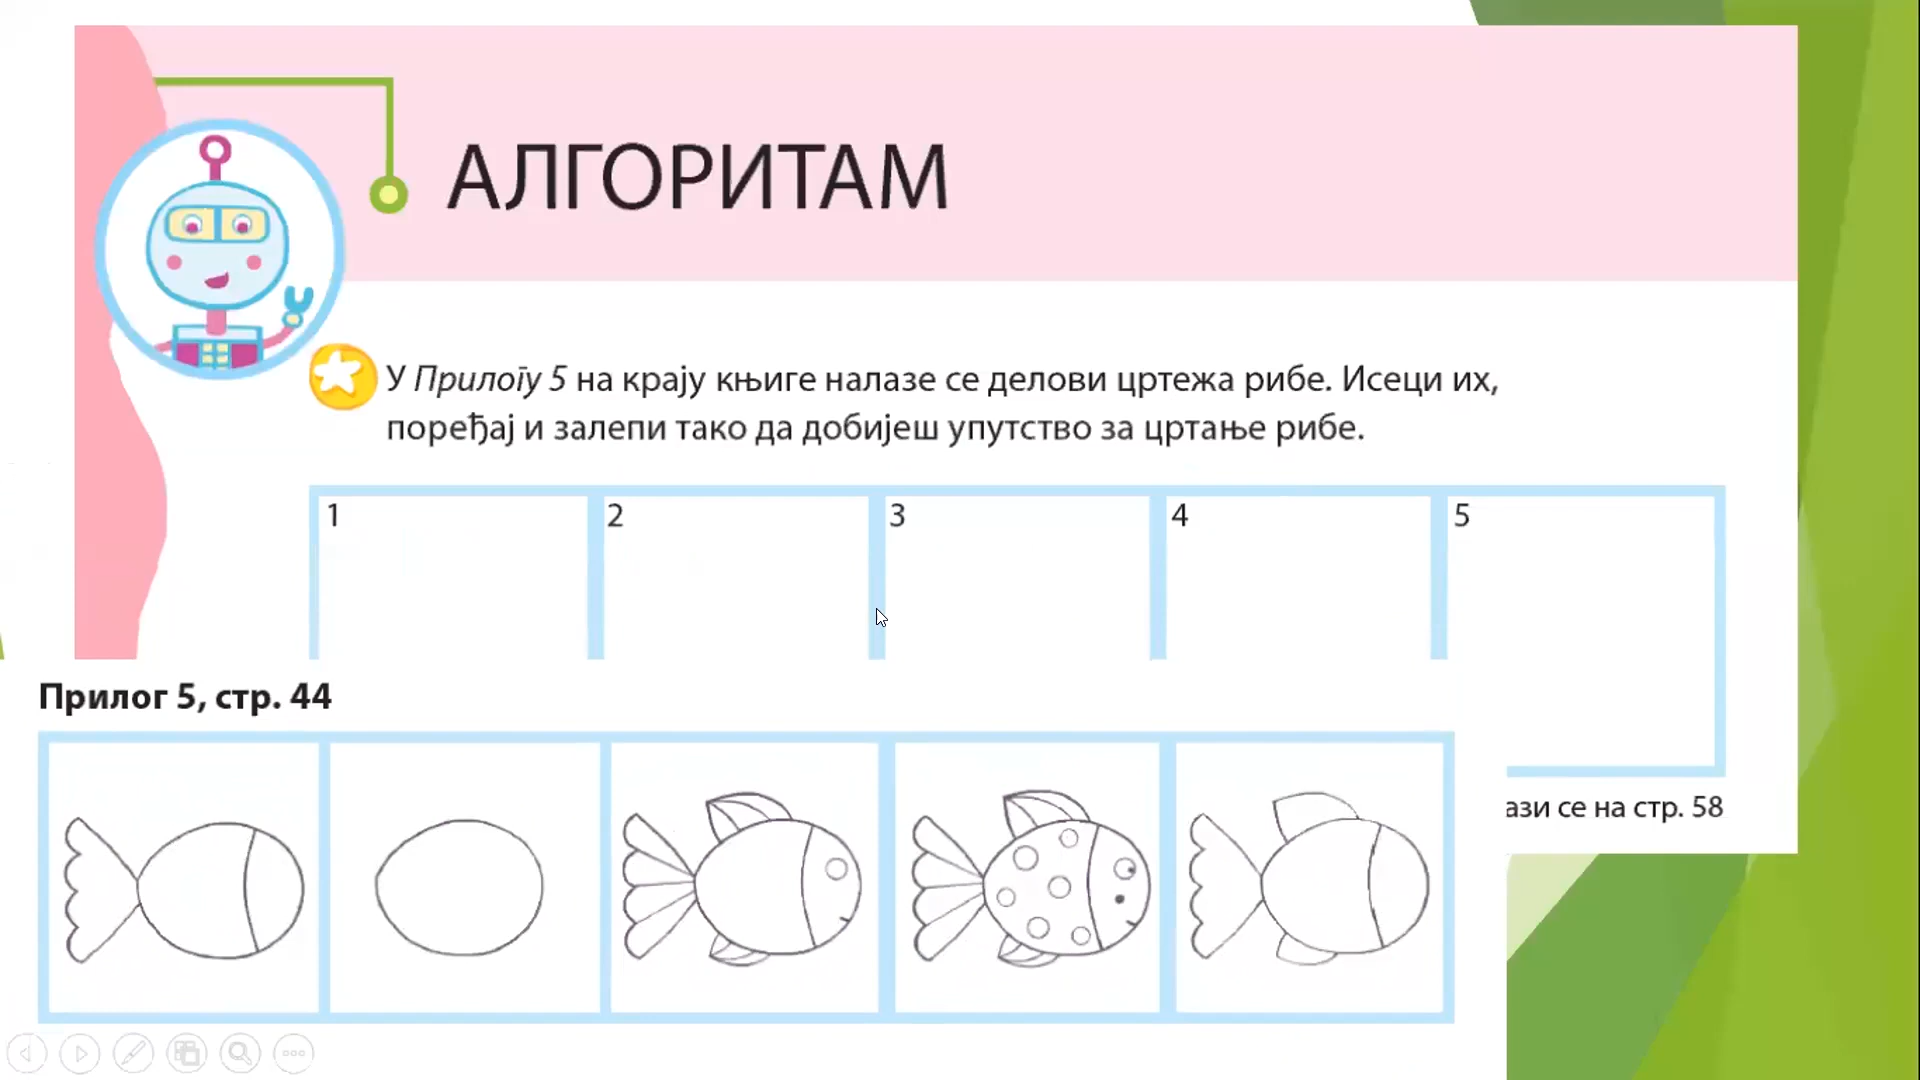 АЛГОРИТАМ
У Прилогу 5 на крају књиге налазе се делови цртежа рибе. Исеци их,
поређај и залепи тако да добијеш упутство за цртање рибе.
1 2 3 4 5
Прилог 5, стр. 44
ази се на стр. 58